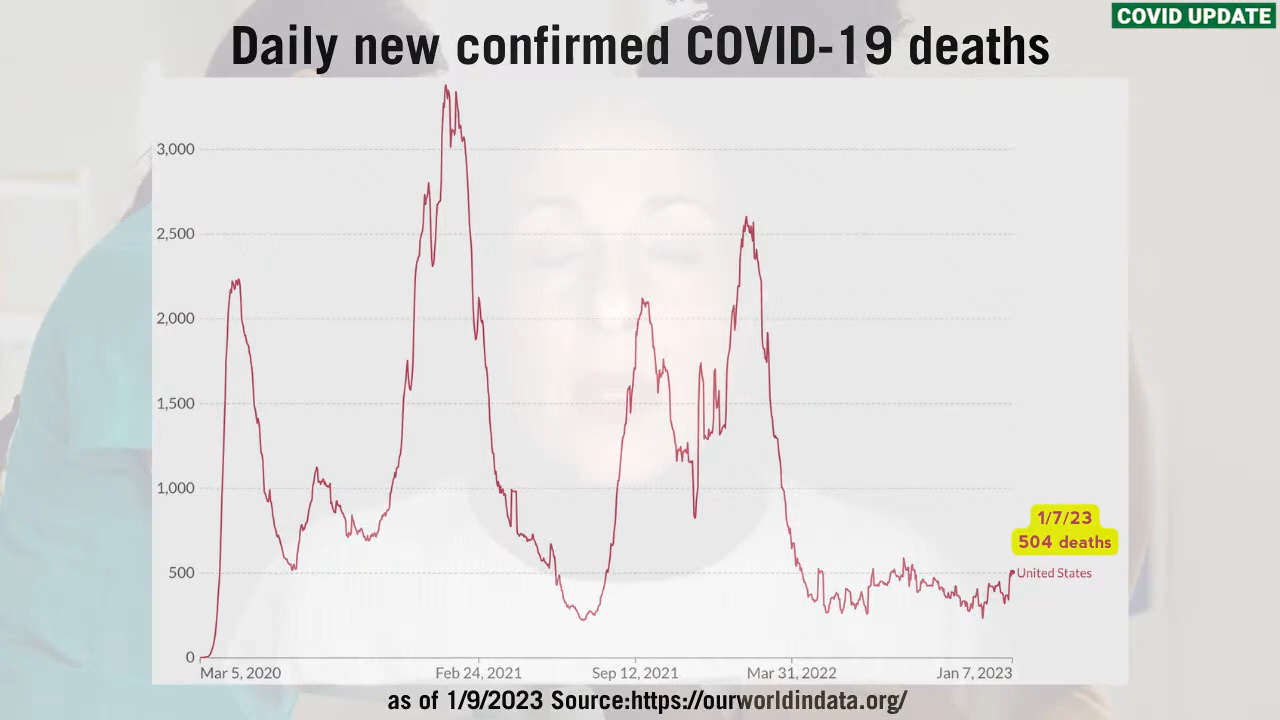 COVID UPDATE
Daily new confirmed COVID-19 deaths
3,000
2,500
2,000
1,500
1,000
1/7/23
504 deaths
500
United States
0
Mar 5, 2020
Feb 24, 2021
Sep 12, 2021
Mar 31, 2022
Jan 7, 2023
as of 1/9/2023 Source:https://ourworldindata.org/